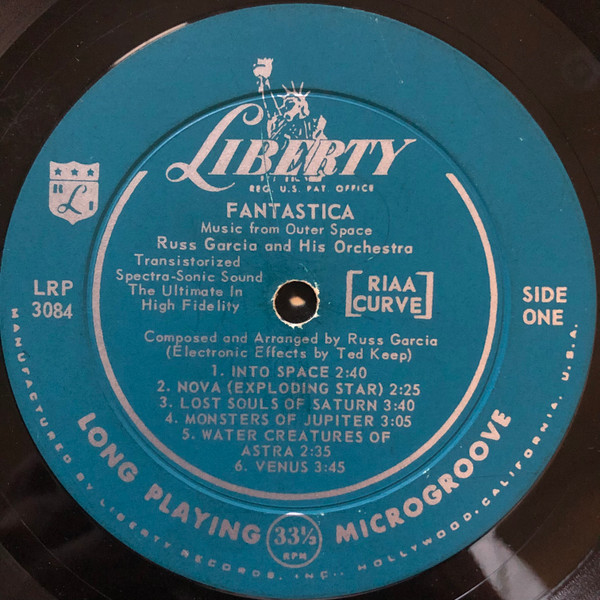 LIBERTY
REG. U.S. PAT. OFFICE
"L"
FANTASTICA
Music from Outer Space
Russ Garcia and His Orchestra
Transistorized
Spectra-Sonic Sound
The Ultimate In
High Fidelity
[RIAA
CURVE]
LRP
3084
SIDE
ONE
Composed and Arranged by Russ Garcia
(Electronic Effects by Ted Keep)
1. INTO SPACE 2:40
2. NOVA (EXPLODING STAR) 2:25
3. LOST SOULS OF SATURN 3:40
4. MONSTERS OF JUPITER 3:05
5. WATER CREATURES OF
ASTRA 2:35
6. VENUS 3:45
LONG PLAYING 33⅓ RPM MICROGROOVE
MANUFACTURED BY LIBERTY RECORDS, INC., HOLLYWOOD, CALIFORNIA, U.S.A.